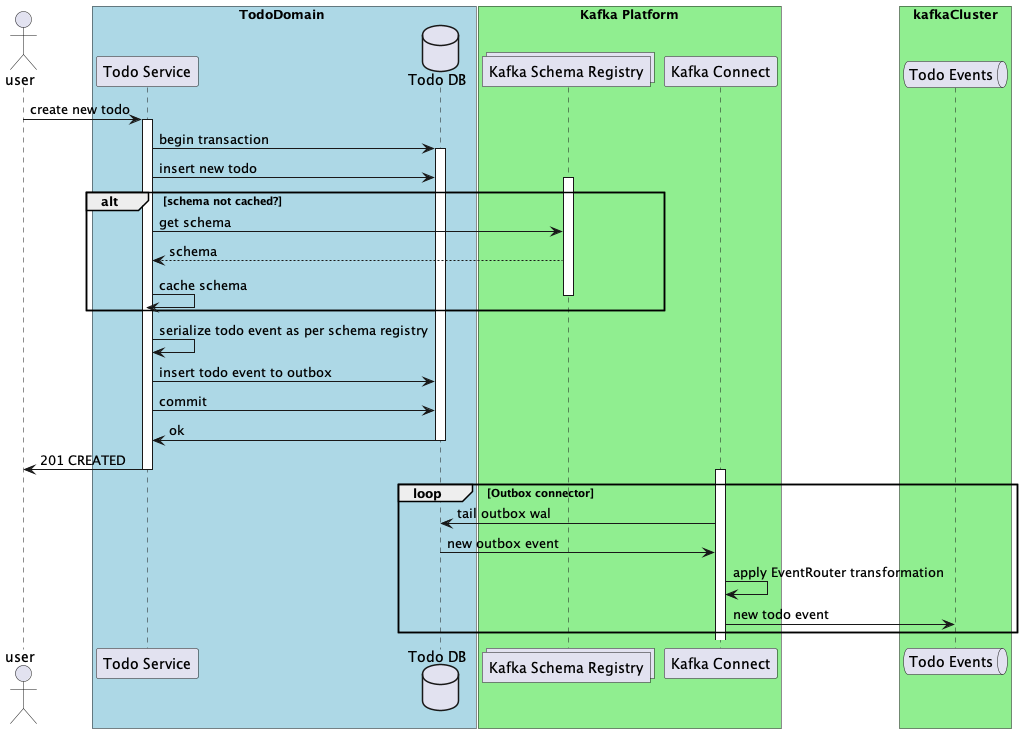 TodoDomain
Kafka Platform
kafkaCluster
user
Todo Service
Todo DB
Kafka Schema Registry
Kafka Connect
Todo Events
create new todo
begin transaction
insert new todo
alt
[schema not cached?]
get schema
schema
cache schema
serialize todo event as per schema registry
insert todo event to outbox
commit
ok
201 CREATED
loop
[Outbox connector]
tail outbox wal
new outbox event
apply EventRouter transformation
new todo event
user
Todo Service
Todo DB
Kafka Schema Registry
Kafka Connect
Todo Events